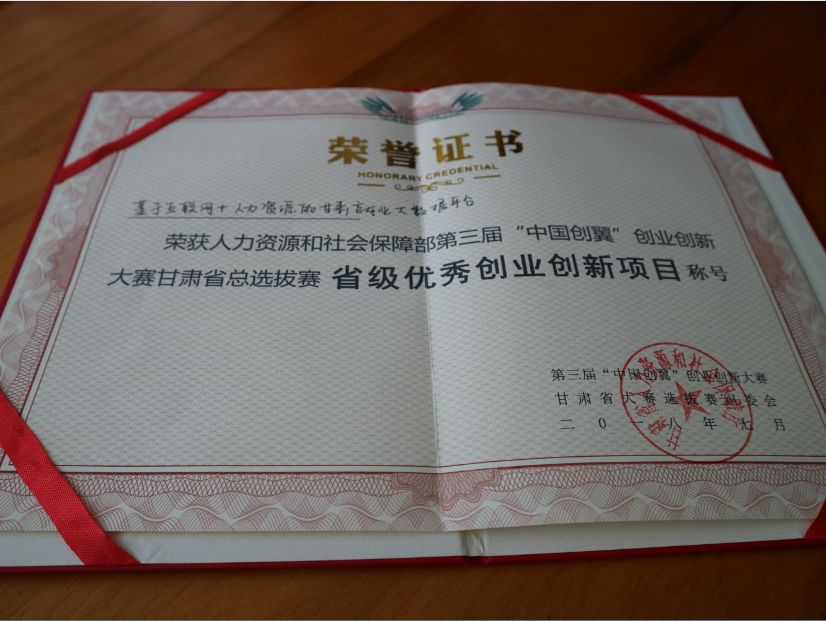 荣誉证书
HONORARY CREDENTIAL
基于互联网+人力资源的甘肃省专业大数据平台
荣获人力资源和社会保障部第三届“中国创翼”创业创新
大赛甘肃省总选拔赛 省级优秀创业创新项目 称号
第三届“中国创翼”创业创新大赛
甘肃省大赛选拔赛组委会
二〇一八年七月